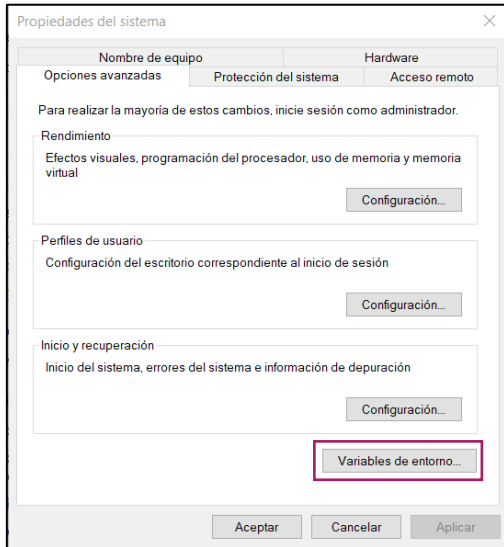 Propiedades del sistema
Nombre de equipo
Hardware
Opciones avanzadas
Protección del sistema
Acceso remoto
Para realizar la mayoría de estos cambios, inicie sesión como administrador.
Rendimiento
Efectos visuales, programación del procesador, uso de memoria y memoria
virtual
Configuración...
Perfiles de usuario
Configuración del escritorio correspondiente al inicio de sesión
Configuración...
Inicio y recuperación
Inicio del sistema, errores del sistema e información de depuración
Configuración...
Variables de entorno...
Aceptar
Cancelar
Aplicar